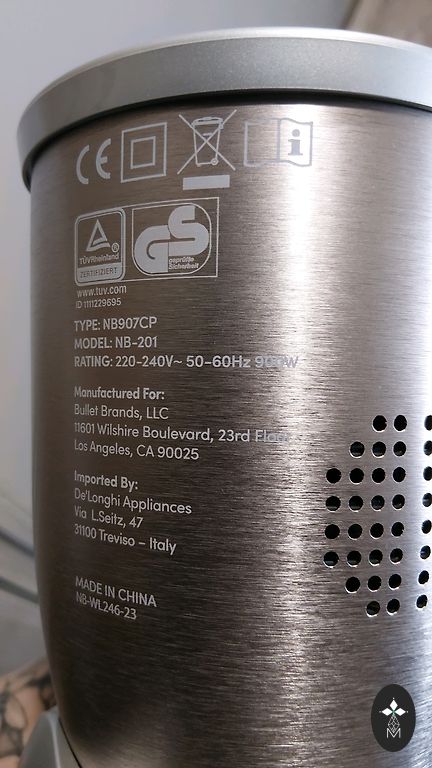 CE
TÜVRheinland
ZERTIFIZIERT
GS
geprüfte
Sicherheit
www.tuv.com
ID 1111229695
TYPE: NB907CP
MODEL: NB-201
RATING: 220-240V~ 50-60Hz 900W
Manufactured For:
Bullet Brands, LLC
11601 Wilshire Boulevard, 23rd Floor
Los Angeles, CA 90025
Imported By:
De'Longhi Appliances
Via L.Seitz, 47
31100 Treviso – Italy
MADE IN CHINA
NB-WL246-23